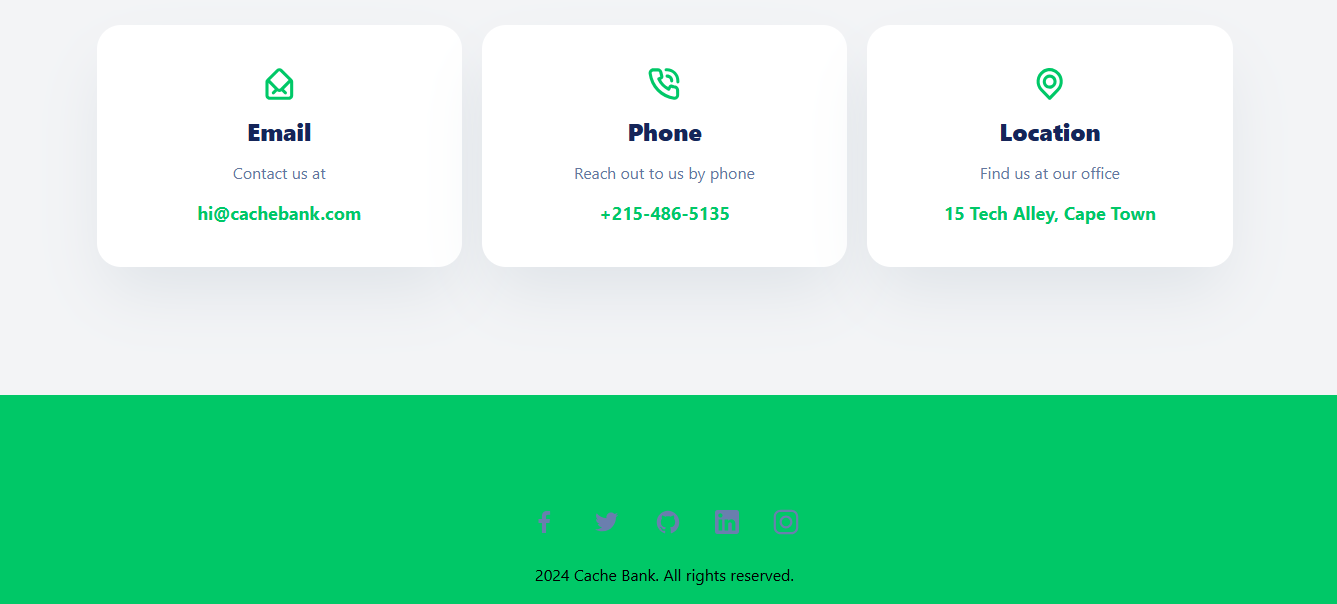 Email
Contact us at
hi@cachebank.com
Phone
Reach out to us by phone
+215-486-5135
Location
Find us at our office
15 Tech Alley, Cape Town
2024 Cache Bank. All rights reserved.